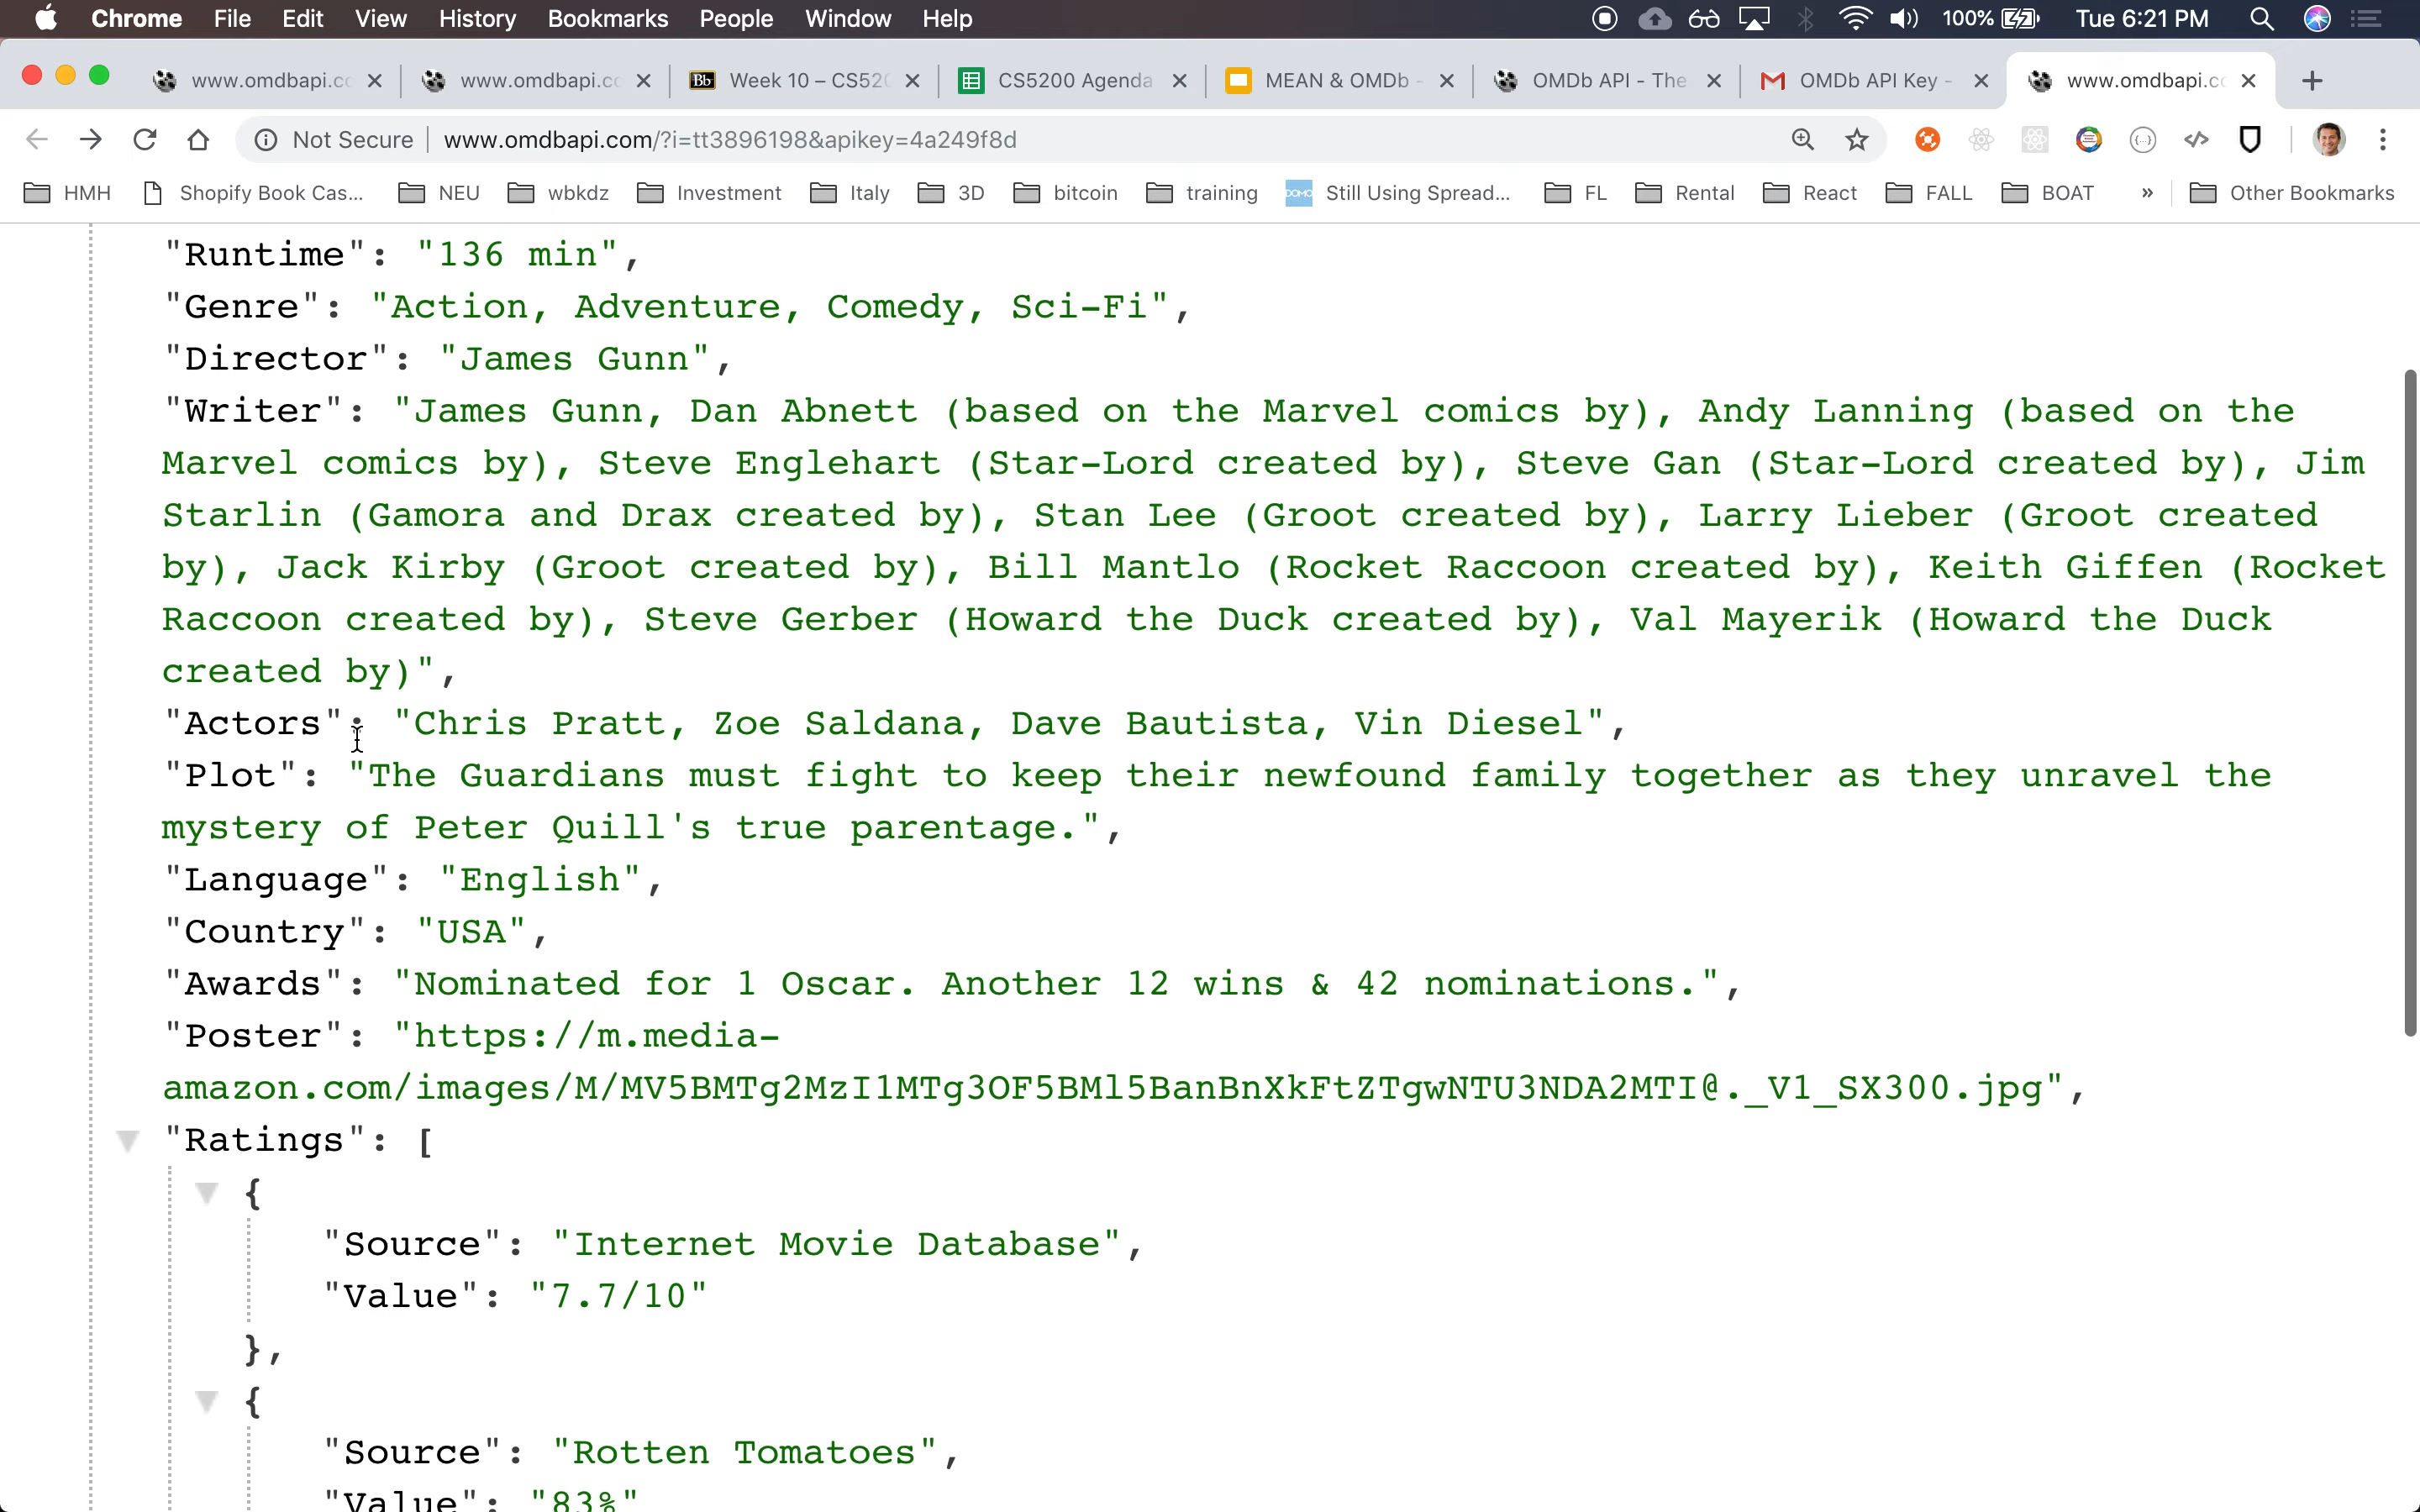 Chrome File Edit View History Bookmarks People Window Help 100% Tue 6:21 PM
www.omdbapi.co www.omdbapi.co Bb Week 10 – CS520 CS5200 Agenda MEAN & OMDb - OMDb API - The OMDb API Key - www.omdbapi.co
Not Secure www.omdbapi.com/?i=tt3896198&apikey=4a249f8d
HMH Shopify Book Cas... NEU wbkdz Investment Italy 3D bitcoin training DOMO Still Using Spread... FL Rental React FALL BOAT » Other Bookmarks
"Runtime": "136 min",
"Genre": "Action, Adventure, Comedy, Sci-Fi",
"Director": "James Gunn",
"Writer": "James Gunn, Dan Abnett (based on the Marvel comics by), Andy Lanning (based on the
Marvel comics by), Steve Englehart (Star-Lord created by), Steve Gan (Star-Lord created by), Jim
Starlin (Gamora and Drax created by), Stan Lee (Groot created by), Larry Lieber (Groot created
by), Jack Kirby (Groot created by), Bill Mantlo (Rocket Raccoon created by), Keith Giffen (Rocket
Raccoon created by), Steve Gerber (Howard the Duck created by), Val Mayerik (Howard the Duck
created by)",
"Actors": "Chris Pratt, Zoe Saldana, Dave Bautista, Vin Diesel",
"Plot": "The Guardians must fight to keep their newfound family together as they unravel the
mystery of Peter Quill's true parentage.",
"Language": "English",
"Country": "USA",
"Awards": "Nominated for 1 Oscar. Another 12 wins & 42 nominations.",
"Poster": "https://m.media-
amazon.com/images/M/MV5BMTg2MzI1MTg3OF5BMl5BanBnXkFtZTgwNTU3NDA2MTI@._V1_SX300.jpg",
"Ratings": [
{
"Source": "Internet Movie Database",
"Value": "7.7/10"
},
{
"Source": "Rotten Tomatoes",
"Value": "83%"